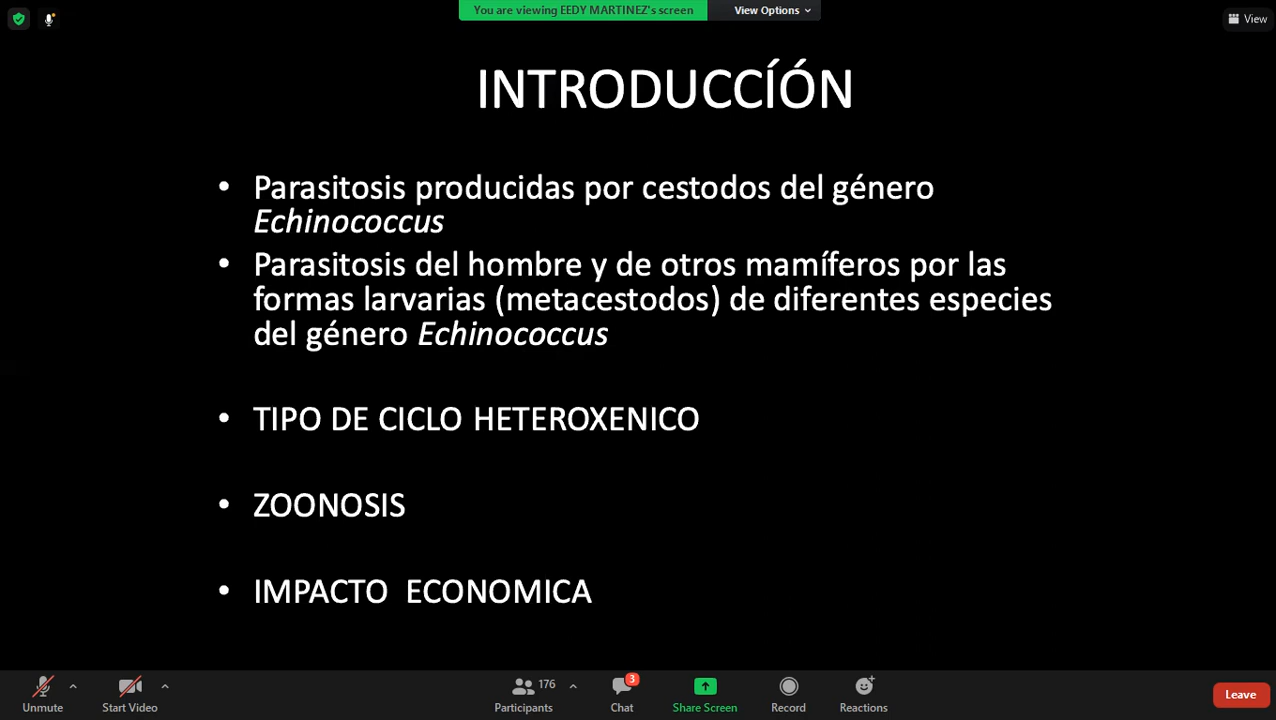 You are viewing EEDY MARTINEZ's screen
View Options
View
INTRODUCCÍÓN
• Parasitosis producidas por cestodos del género
Echinococcus
• Parasitosis del hombre y de otros mamíferos por las
formas larvarias (metacestodos) de diferentes especies
del género Echinococcus
• TIPO DE CICLO HETEROXENICO
• ZOONOSIS
• IMPACTO  ECONOMICA
176
3
Unmute
Start Video
Participants
Chat
Share Screen
Record
Reactions
Leave